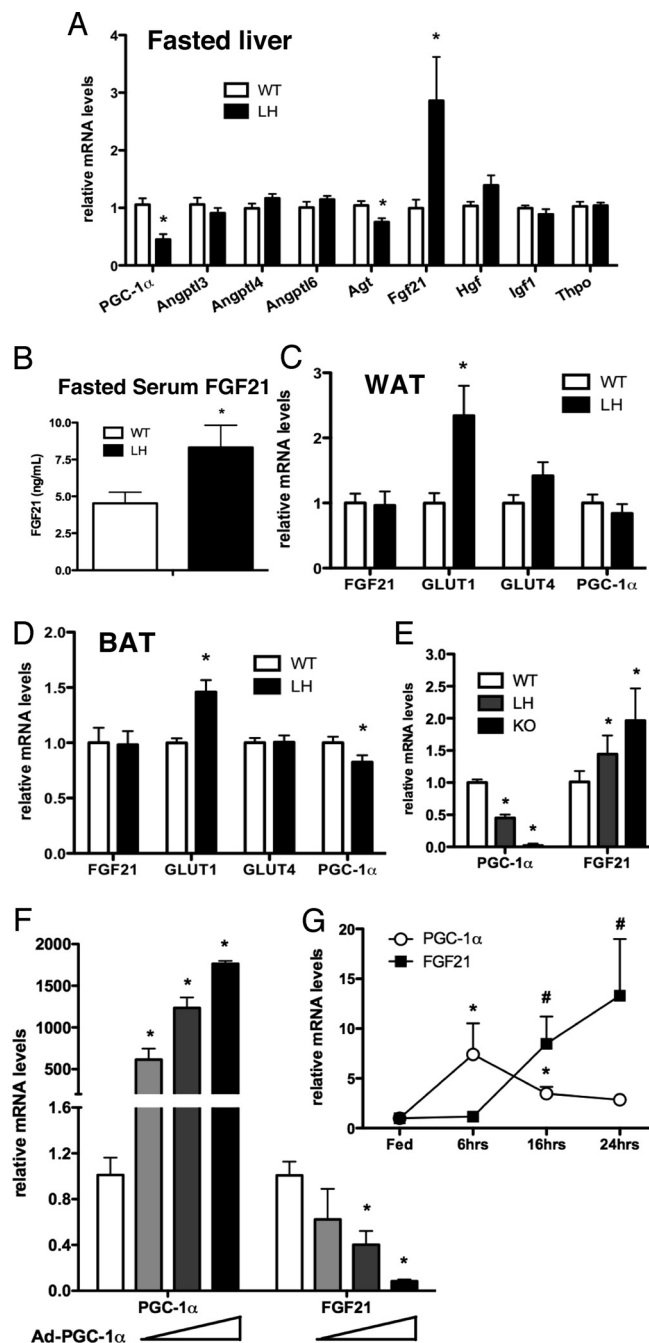 A
Fasted liver
relative mRNA levels
4
3
2
1
0
WT
LH
*
*
*
PGC-1α
Angptl3
Angptl4
Angptl6
Agt
Fgf21
Hgf
Igf1
Thpo
B
Fasted Serum FGF21
FGF21 (ng/mL)
10.0
7.5
5.0
2.5
0.0
WT
LH
*
C
WAT
relative mRNA levels
3
2
1
0
*
WT
LH
FGF21
GLUT1
GLUT4
PGC-1α
D
BAT
relative mRNA levels
2.0
1.5
1.0
0.5
0.0
WT
LH
*
*
FGF21
GLUT1
GLUT4
PGC-1α
E
relative mRNA levels
3.0
2.5
2.0
1.5
1.0
0.5
0.0
WT
LH
KO
*
*
*
*
PGC-1α
FGF21
F
relative mRNA levels
2000
1500
1000
500
1.6
1.2
0.8
0.4
0.0
*
*
*
*
*
PGC-1α
FGF21
Ad-PGC-1α
G
relative mRNA levels
20
15
10
5
0
PGC-1α
FGF21
*
#
*
#
Fed
6hrs
16hrs
24hrs